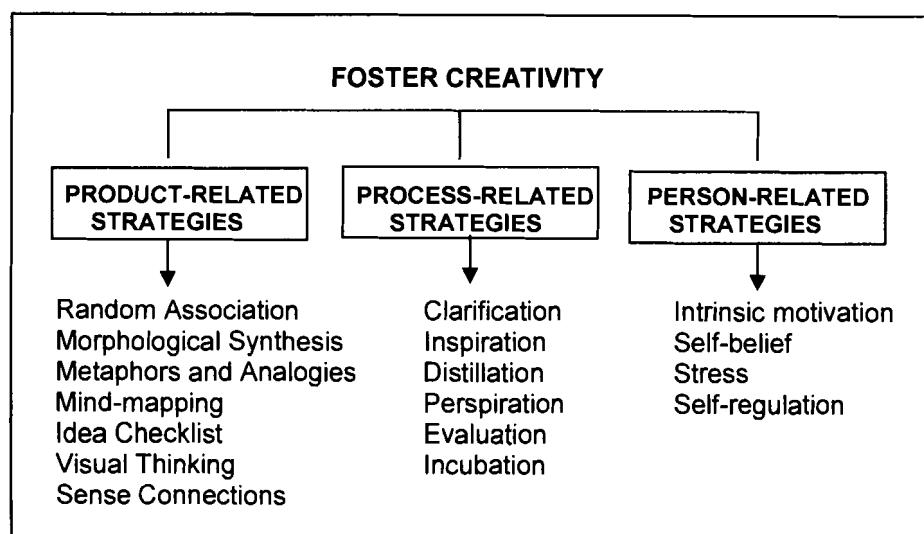 FOSTER CREATIVITY
PRODUCT-RELATED
STRATEGIES
Random Association
Morphological Synthesis
Metaphors and Analogies
Mind-mapping
Idea Checklist
Visual Thinking
Sense Connections
PROCESS-RELATED
STRATEGIES
Clarification
Inspiration
Distillation
Perspiration
Evaluation
Incubation
PERSON-RELATED
STRATEGIES
Intrinsic motivation
Self-belief
Stress
Self-regulation